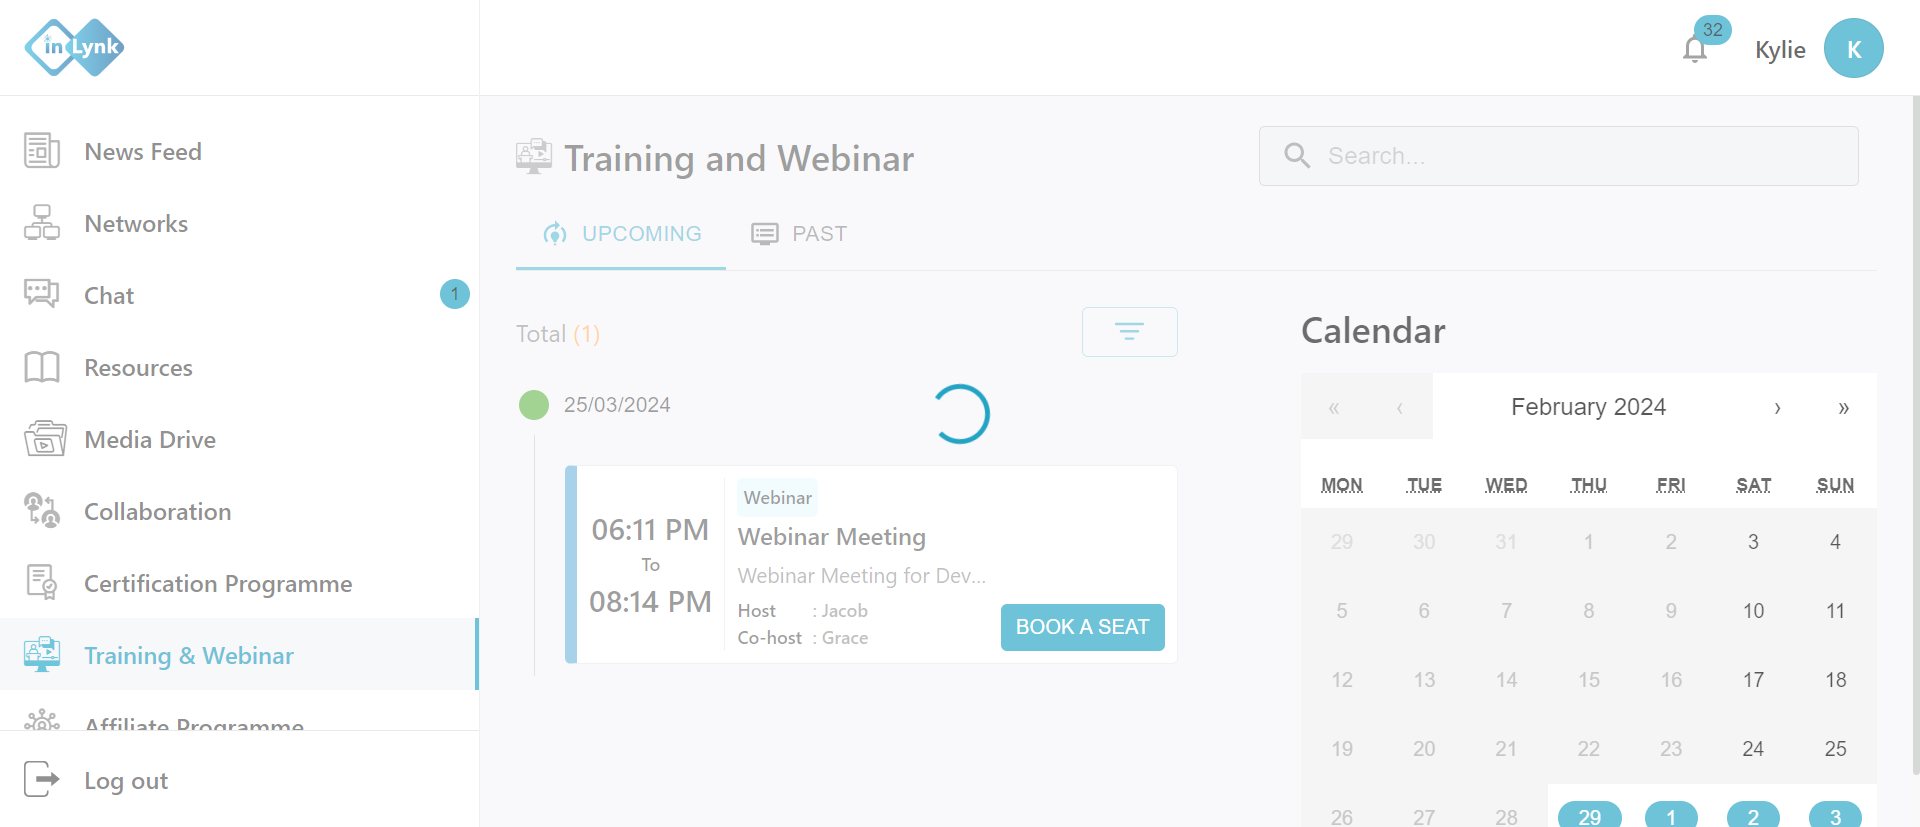 in Lynk
32
Kylie
K
News Feed
Networks
Chat
1
Resources
Media Drive
Collaboration
Certification Programme
Training & Webinar
Affiliate Programme
Log out
Training and Webinar
Search...
UPCOMING
PAST
Total (1)
25/03/2024
06:11 PM
To
08:14 PM
Webinar
Webinar Meeting
Webinar Meeting for Dev...
Host : Jacob
Co-host : Grace
BOOK A SEAT
Calendar
« ‹ February 2024 › »
MON TUE WED THU FRI SAT SUN
29 30 31 1 2 3 4
5 6 7 8 9 10 11
12 13 14 15 16 17 18
19 20 21 22 23 24 25
26 27 28 29 1 2 3